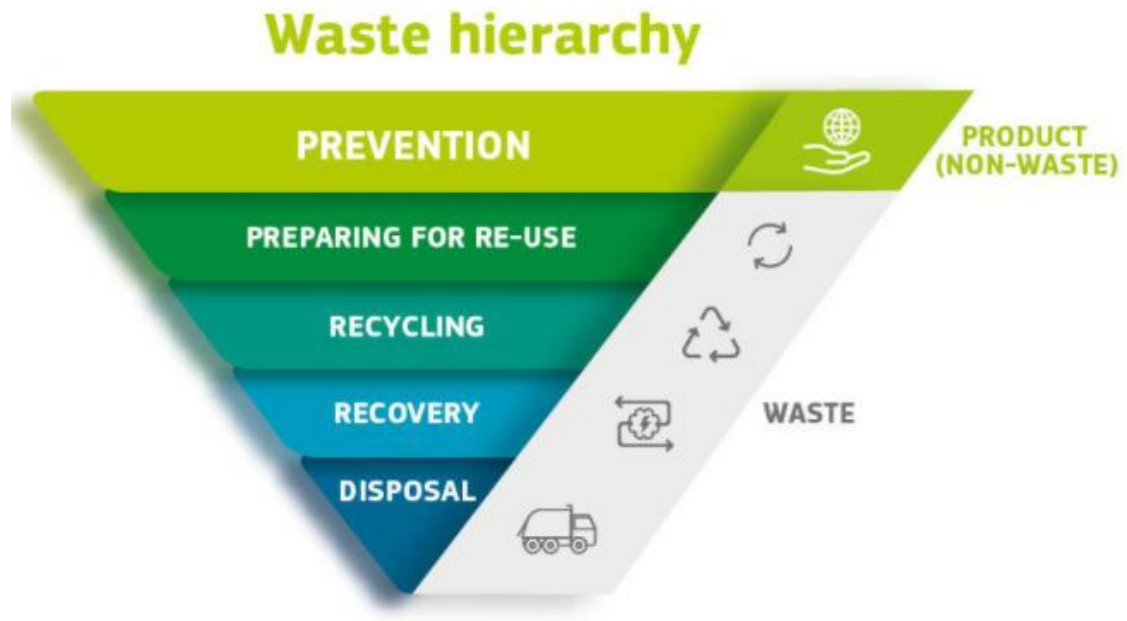 Waste hierarchy
PREVENTION
PRODUCT
(NON-WASTE)
PREPARING FOR RE-USE
RECYCLING
RECOVERY
WASTE
DISPOSAL